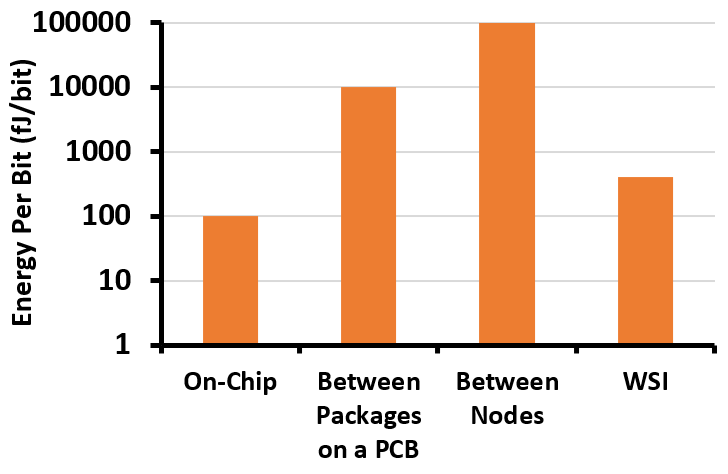 Energy Per Bit (fJ/bit)
100000
10000
1000
100
10
1
On-Chip
Between
Packages
on a PCB
Between
Nodes
WSI